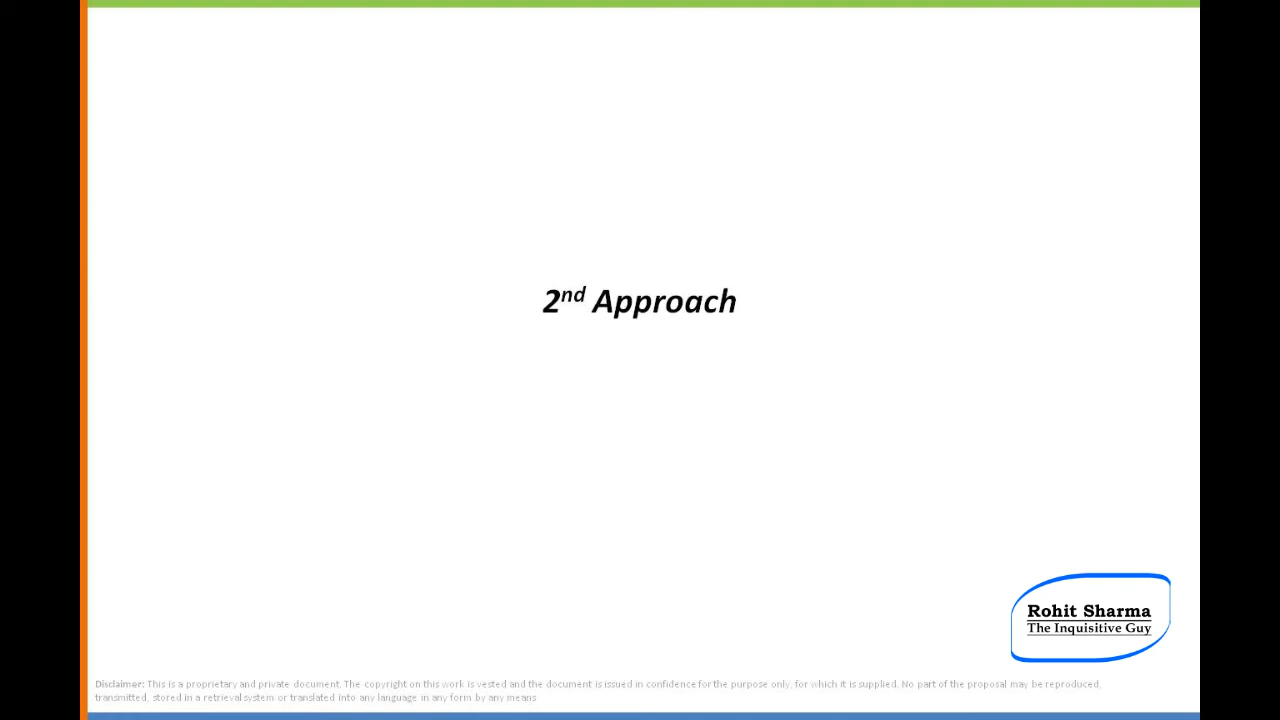 2nd Approach
Rohit Sharma
The Inquisitive Guy
Disclaimer: This is a proprietary and private document. The copyright on this work is vested and the document is issued in confidence for the purpose only, for which it is supplied. No part of the proposal may be reproduced,
transmitted, stored in a retrieval system or translated into any language in any form by any means